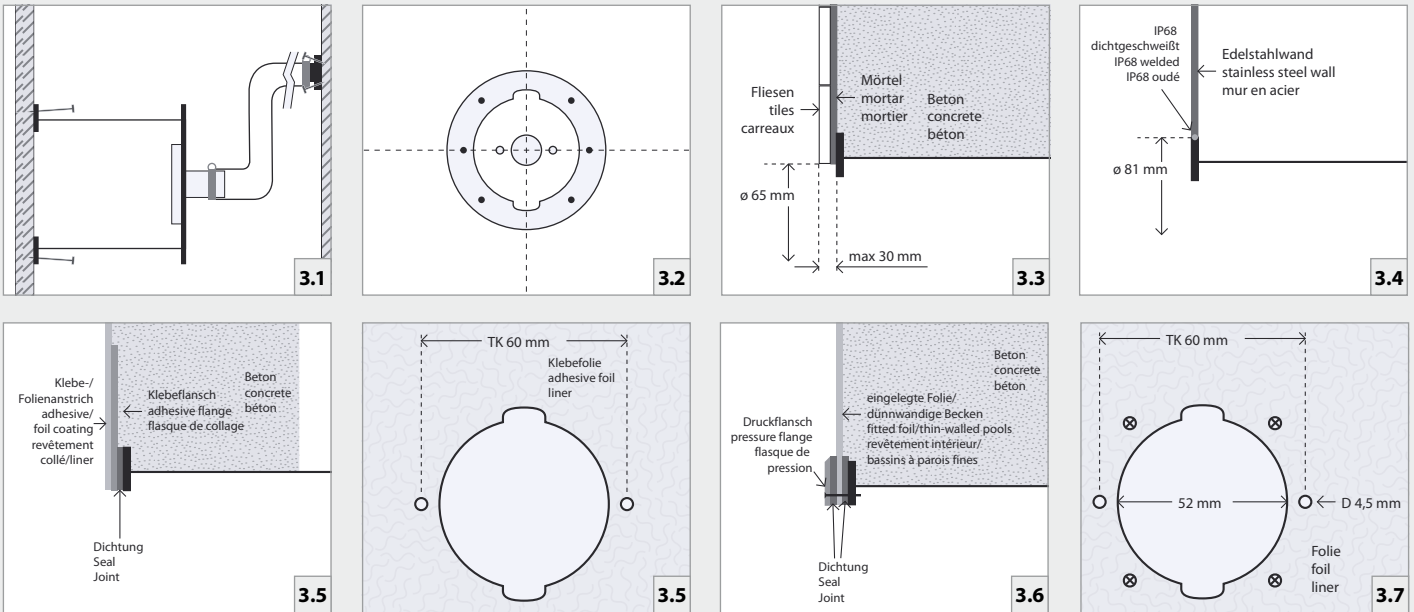 3.1
3.2
Fliesen
tiles
carreaux
Mörtel
mortar
mortier
Beton
concrete
béton
ø 65 mm
max 30 mm
3.3
IP68
dichtgeschweißt
IP68 welded
IP68 oudé
Edelstahlwand
stainless steel wall
mur en acier
ø 81 mm
3.4
Klebe-/
Folienanstrich
adhesive/
foil coating
revêtement
collé/liner
Klebeflansch
adhesive flange
flasque de collage
Beton
concrete
béton
Dichtung
Seal
Joint
3.5
TK 60 mm
Klebefolie
adhesive foil
liner
3.5
Druckflansch
pressure flange
flasque de
pression
Beton
concrete
béton
eingelegte Folie/
dünnwandige Becken
fitted foil/thin-walled pools
revêtement intérieur/
bassins à parois fines
Dichtung
Seal
Joint
3.6
TK 60 mm
52 mm
D 4,5 mm
Folie
foil
liner
3.7